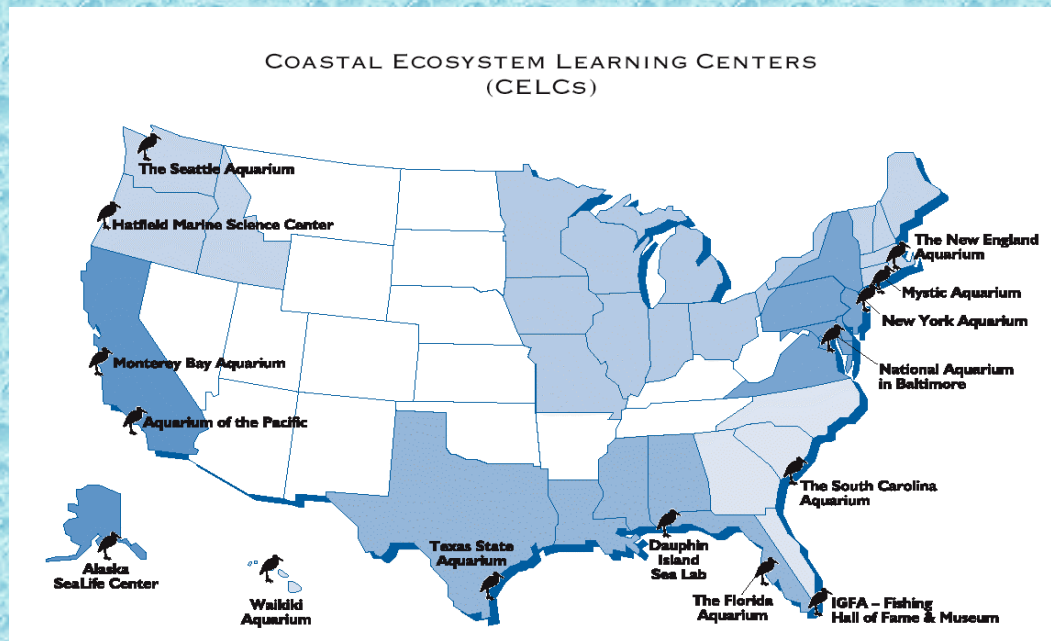 COASTAL ECOSYSTEM LEARNING CENTERS
(CELCs)
The Seattle Aquarium
Hatfield Marine Science Center
The New England
Aquarium
Mystic Aquarium
New York Aquarium
Monterey Bay Aquarium
National Aquarium
in Baltimore
Aquarium of the Pacific
The South Carolina
Aquarium
Texas State
Aquarium
Dauphin
Island
Sea Lab
Alaska
SeaLife Center
Waikiki
Aquarium
The Florida
Aquarium
IGFA – Fishing
Hall of Fame & Museum